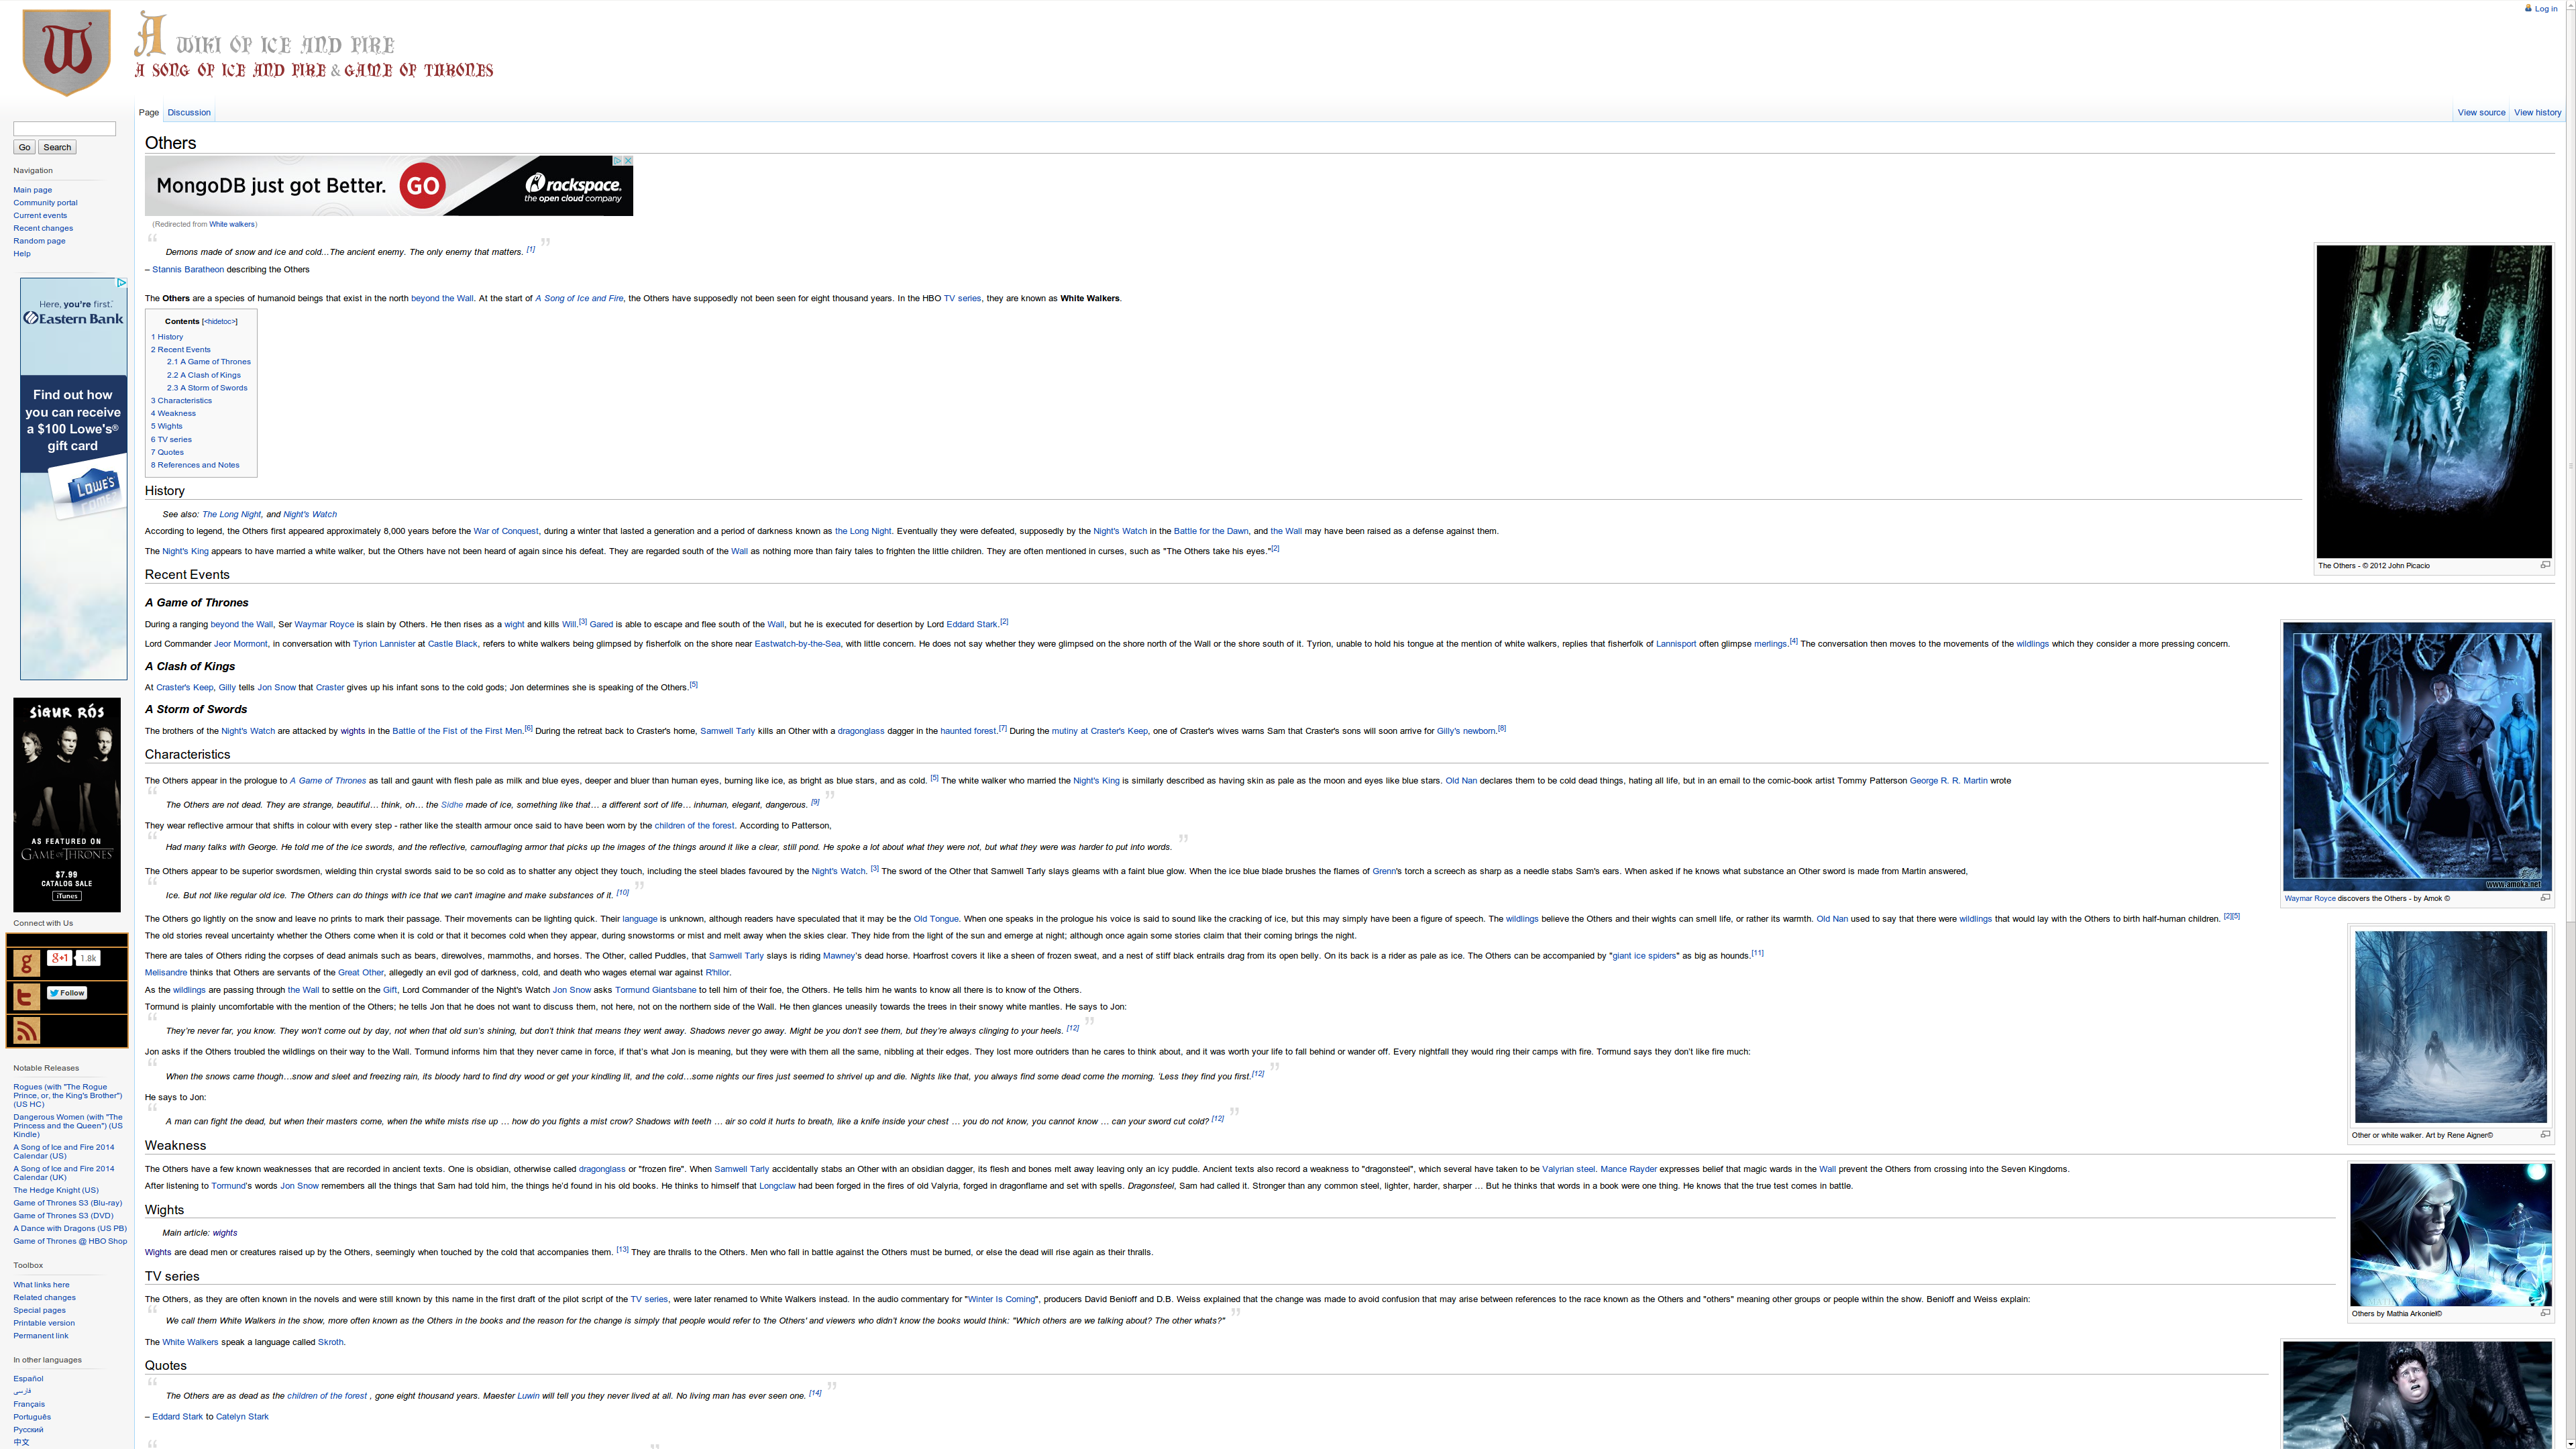 Log in
A WIKI OF ICE AND FIRE
A SONG OF ICE AND FIRE & GAME OF THRONES
Page
Discussion
View source
View history
Go
Search
Navigation
Main page
Community portal
Current events
Recent changes
Random page
Help
Here, you're first.
Eastern Bank
Find out how
you can receive
a $100 Lowe's®
gift card
LOWE'S
SIGUR RÓS
AS FEATURED ON
GAME OF THRONES
$7.99
CATALOG SALE
iTunes
Connect with Us
g
+1
1.8k
t
Follow
Notable Releases
Rogues (with "The Rogue
Prince, or, the King's Brother")
(US HC)
Dangerous Women (with "The
Princess and the Queen") (US
Kindle)
A Song of Ice and Fire 2014
Calendar (US)
A Song of Ice and Fire 2014
Calendar (UK)
The Hedge Knight (US)
Game of Thrones S3 (Blu-ray)
Game of Thrones S3 (DVD)
A Dance with Dragons (US PB)
Game of Thrones @ HBO Shop
Toolbox
What links here
Related changes
Special pages
Printable version
Permanent link
In other languages
Español
فارسی
Français
Português
Русский
中文
Others
MongoDB just got Better.
GO
rackspace.
the open cloud company
(Redirected from White walkers)
“ Demons made of snow and ice and cold...The ancient enemy. The only enemy that matters. [1] ”
– Stannis Baratheon describing the Others
The Others are a species of humanoid beings that exist in the north beyond the Wall. At the start of A Song of Ice and Fire, the Others have supposedly not been seen for eight thousand years. In the HBO TV series, they are known as White Walkers.
Contents [<hidetoc>]
1 History
2 Recent Events
2.1 A Game of Thrones
2.2 A Clash of Kings
2.3 A Storm of Swords
3 Characteristics
4 Weakness
5 Wights
6 TV series
7 Quotes
8 References and Notes
The Others - © 2012 John Picacio
History
See also: The Long Night, and Night's Watch
According to legend, the Others first appeared approximately 8,000 years before the War of Conquest, during a winter that lasted a generation and a period of darkness known as the Long Night. Eventually they were defeated, supposedly by the Night's Watch in the Battle for the Dawn, and the Wall may have been raised as a defense against them.
The Night's King appears to have married a white walker, but the Others have not been heard of again since his defeat. They are regarded south of the Wall as nothing more than fairy tales to frighten the little children. They are often mentioned in curses, such as "The Others take his eyes."[2]
Recent Events
A Game of Thrones
During a ranging beyond the Wall, Ser Waymar Royce is slain by Others. He then rises as a wight and kills Will.[3] Gared is able to escape and flee south of the Wall, but he is executed for desertion by Lord Eddard Stark.[2]
Lord Commander Jeor Mormont, in conversation with Tyrion Lannister at Castle Black, refers to white walkers being glimpsed by fisherfolk on the shore near Eastwatch-by-the-Sea, with little concern. He does not say whether they were glimpsed on the shore north of the Wall or the shore south of it. Tyrion, unable to hold his tongue at the mention of white walkers, replies that fisherfolk of Lannisport often glimpse merlings.[4] The conversation then moves to the movements of the wildlings which they consider a more pressing concern.
A Clash of Kings
At Craster's Keep, Gilly tells Jon Snow that Craster gives up his infant sons to the cold gods; Jon determines she is speaking of the Others.[5]
A Storm of Swords
The brothers of the Night's Watch are attacked by wights in the Battle of the Fist of the First Men.[6] During the retreat back to Craster's home, Samwell Tarly kills an Other with a dragonglass dagger in the haunted forest.[7] During the mutiny at Craster's Keep, one of Craster's wives warns Sam that Craster's sons will soon arrive for Gilly's newborn.[8]
www.amoka.net
Waymar Royce discovers the Others - by Amok ©
Characteristics
The Others appear in the prologue to A Game of Thrones as tall and gaunt with flesh pale as milk and blue eyes, deeper and bluer than human eyes, burning like ice, as bright as blue stars, and as cold. [5] The white walker who married the Night's King is similarly described as having skin as pale as the moon and eyes like blue stars. Old Nan declares them to be cold dead things, hating all life, but in an email to the comic-book artist Tommy Patterson George R. R. Martin wrote
“ The Others are not dead. They are strange, beautiful… think, oh… the Sidhe made of ice, something like that… a different sort of life… inhuman, elegant, dangerous. [9] ”
They wear reflective armour that shifts in colour with every step - rather like the stealth armour once said to have been worn by the children of the forest. According to Patterson,
“ Had many talks with George. He told me of the ice swords, and the reflective, camouflaging armor that picks up the images of the things around it like a clear, still pond. He spoke a lot about what they were not, but what they were was harder to put into words. ”
The Others appear to be superior swordsmen, wielding thin crystal swords said to be so cold as to shatter any object they touch, including the steel blades favoured by the Night's Watch. [3] The sword of the Other that Samwell Tarly slays gleams with a faint blue glow. When the ice blue blade brushes the flames of Grenn's torch a screech as sharp as a needle stabs Sam's ears. When asked if he knows what substance an Other sword is made from Martin answered,
“ Ice. But not like regular old ice. The Others can do things with ice that we can't imagine and make substances of it. [10] ”
The Others go lightly on the snow and leave no prints to mark their passage. Their movements can be lighting quick. Their language is unknown, although readers have speculated that it may be the Old Tongue. When one speaks in the prologue his voice is said to sound like the cracking of ice, but this may simply have been a figure of speech. The wildlings believe the Others and their wights can smell life, or rather its warmth. Old Nan used to say that there were wildlings that would lay with the Others to birth half-human children. [2][5]
The old stories reveal uncertainty whether the Others come when it is cold or that it becomes cold when they appear, during snowstorms or mist and melt away when the skies clear. They hide from the light of the sun and emerge at night; although once again some stories claim that their coming brings the night.
There are tales of Others riding the corpses of dead animals such as bears, direwolves, mammoths, and horses. The Other, called Puddles, that Samwell Tarly slays is riding Mawney's dead horse. Hoarfrost covers it like a sheen of frozen sweat, and a nest of stiff black entrails drag from its open belly. On its back is a rider as pale as ice. The Others can be accompanied by "giant ice spiders" as big as hounds.[11]
Melisandre thinks that Others are servants of the Great Other, allegedly an evil god of darkness, cold, and death who wages eternal war against R'hllor.
As the wildlings are passing through the Wall to settle on the Gift, Lord Commander of the Night's Watch Jon Snow asks Tormund Giantsbane to tell him of their foe, the Others. He tells him he wants to know all there is to know of the Others.
Tormund is plainly uncomfortable with the mention of the Others; he tells Jon that he does not want to discuss them, not here, not on the northern side of the Wall. He then glances uneasily towards the trees in their snowy white mantles. He says to Jon:
“ They're never far, you know. They won't come out by day, not when that old sun's shining, but don't think that means they went away. Shadows never go away. Might be you don't see them, but they're always clinging to your heels. [12] ”
Jon asks if the Others troubled the wildlings on their way to the Wall. Tormund informs him that they never came in force, if that's what Jon is meaning, but they were with them all the same, nibbling at their edges. They lost more outriders than he cares to think about, and it was worth your life to fall behind or wander off. Every nightfall they would ring their camps with fire. Tormund says they don't like fire much:
“ When the snows came though…snow and sleet and freezing rain, its bloody hard to find dry wood or get your kindling lit, and the cold…some nights our fires just seemed to shrivel up and die. Nights like that, you always find some dead come the morning. 'Less they find you first.[12] ”
He says to Jon:
“ A man can fight the dead, but when their masters come, when the white mists rise up … how do you fights a mist crow? Shadows with teeth … air so cold it hurts to breath, like a knife inside your chest … you do not know, you cannot know … can your sword cut cold? [12] ”
Other or white walker. Art by Rene Aigner©
Weakness
The Others have a few known weaknesses that are recorded in ancient texts. One is obsidian, otherwise called dragonglass or "frozen fire". When Samwell Tarly accidentally stabs an Other with an obsidian dagger, its flesh and bones melt away leaving only an icy puddle. Ancient texts also record a weakness to "dragonsteel", which several have taken to be Valyrian steel. Mance Rayder expresses belief that magic wards in the Wall prevent the Others from crossing into the Seven Kingdoms.
After listening to Tormund's words Jon Snow remembers all the things that Sam had told him, the things he'd found in his old books. He thinks to himself that Longclaw had been forged in the fires of old Valyria, forged in dragonflame and set with spells. Dragonsteel, Sam had called it. Stronger than any common steel, lighter, harder, sharper … But he thinks that words in a book were one thing. He knows that the true test comes in battle.
Wights
Main article: wights
Wights are dead men or creatures raised up by the Others, seemingly when touched by the cold that accompanies them. [13] They are thralls to the Others. Men who fall in battle against the Others must be burned, or else the dead will rise again as their thralls.
Others by Mathia Arkoniel©
TV series
The Others, as they are often known in the novels and were still known by this name in the first draft of the pilot script of the TV series, were later renamed to White Walkers instead. In the audio commentary for "Winter Is Coming", producers David Benioff and D.B. Weiss explained that the change was made to avoid confusion that may arise between references to the race known as the Others and "others" meaning other groups or people within the show. Benioff and Weiss explain:
“ We call them White Walkers in the show, more often known as the Others in the books and the reason for the change is simply that people would refer to 'the Others' and viewers who didn't know the books would think: "Which others are we talking about? The other whats?" ”
The White Walkers speak a language called Skroth.
Quotes
“ The Others are as dead as the children of the forest , gone eight thousand years. Maester Luwin will tell you they never lived at all. No living man has ever seen one. [14] ”
– Eddard Stark to Catelyn Stark
“ ”